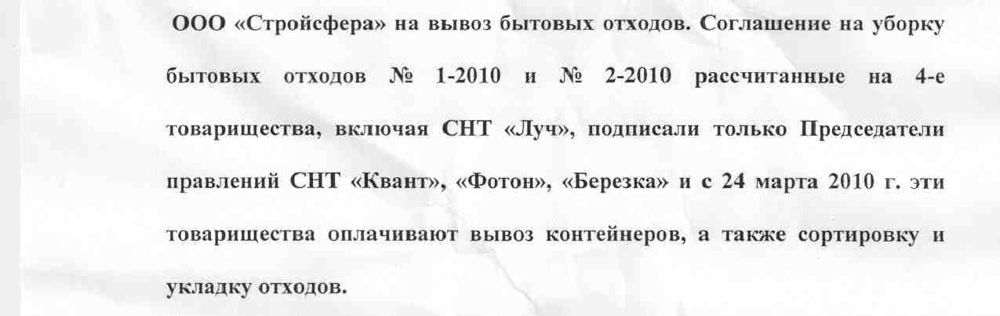 ООО «Стройсфера» на вывоз бытовых отходов. Соглашение на уборку
бытовых отходов № 1-2010 и № 2-2010 рассчитанные на 4-е
товарищества, включая СНТ «Луч», подписали только Председатели
правлений СНТ «Квант», «Фотон», «Березка» и с 24 марта 2010 г. эти
товарищества оплачивают вывоз контейнеров, а также сортировку и
укладку отходов.